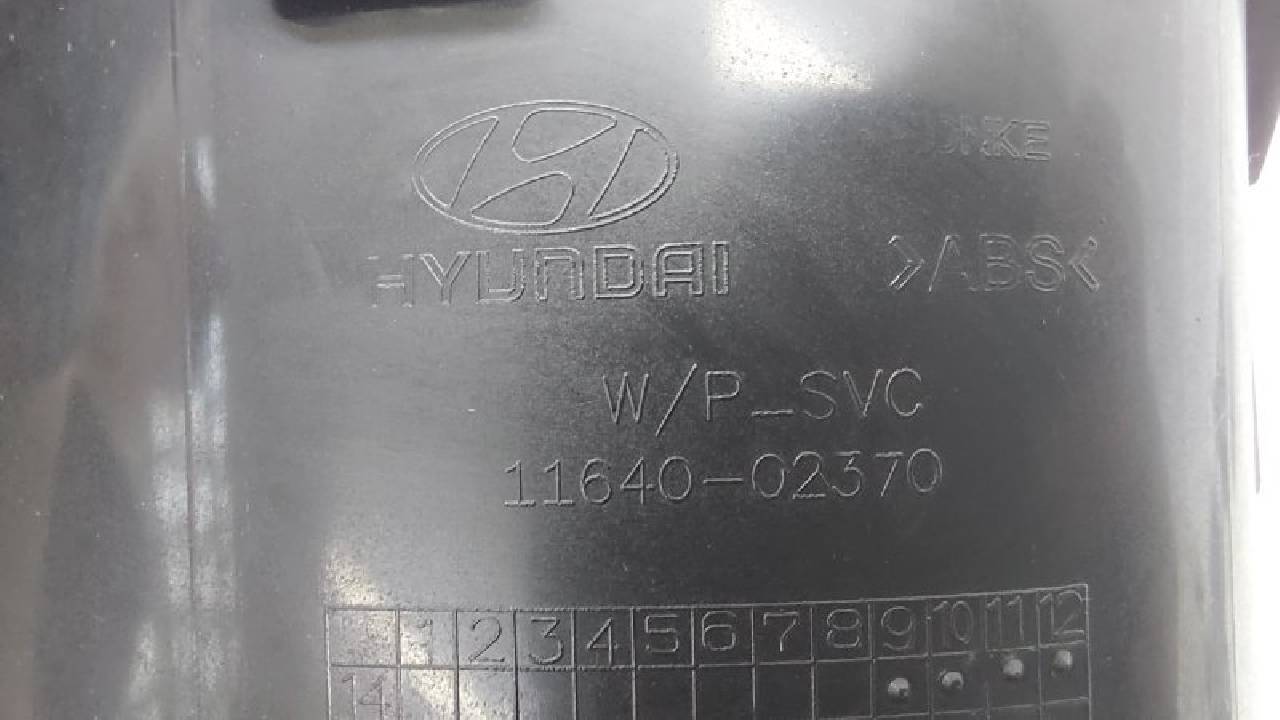 HYUNDAI
>ABS<
W/P_SVC
11640-02370
1 2 3 4 5 6 7 8 9 10 11 12
14